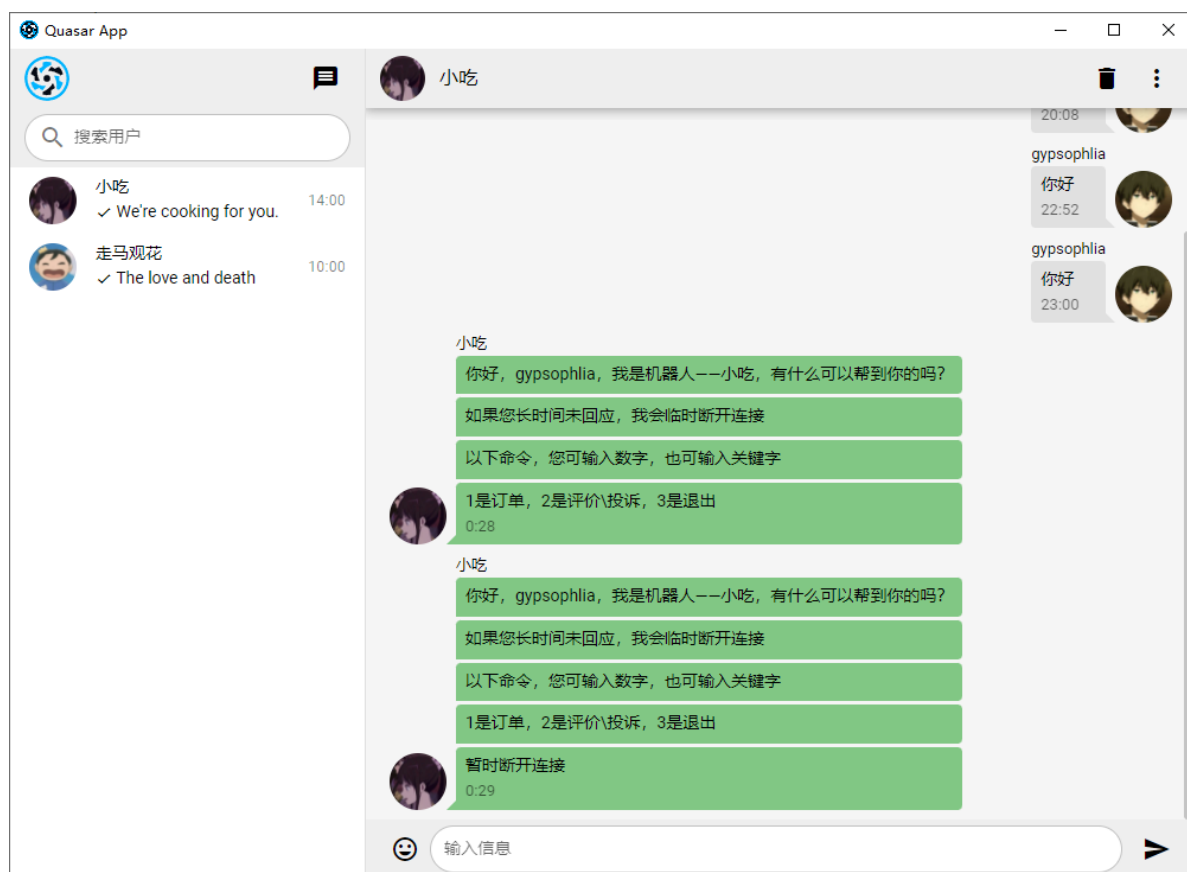 Quasar App
小吃
搜索用户
小吃
We're cooking for you.
14:00
走马观花
The love and death
10:00
20:08
gypsophlia
你好
22:52
gypsophlia
你好
23:00
小吃
你好，gypsophlia，我是机器人——小吃，有什么可以帮到你的吗？
如果您长时间未回应，我会临时断开连接
以下命令，您可输入数字，也可输入关键字
1是订单，2是评价\投诉，3是退出
0:28
小吃
你好，gypsophlia，我是机器人——小吃，有什么可以帮到你的吗？
如果您长时间未回应，我会临时断开连接
以下命令，您可输入数字，也可输入关键字
1是订单，2是评价\投诉，3是退出
暂时断开连接
0:29
输入信息